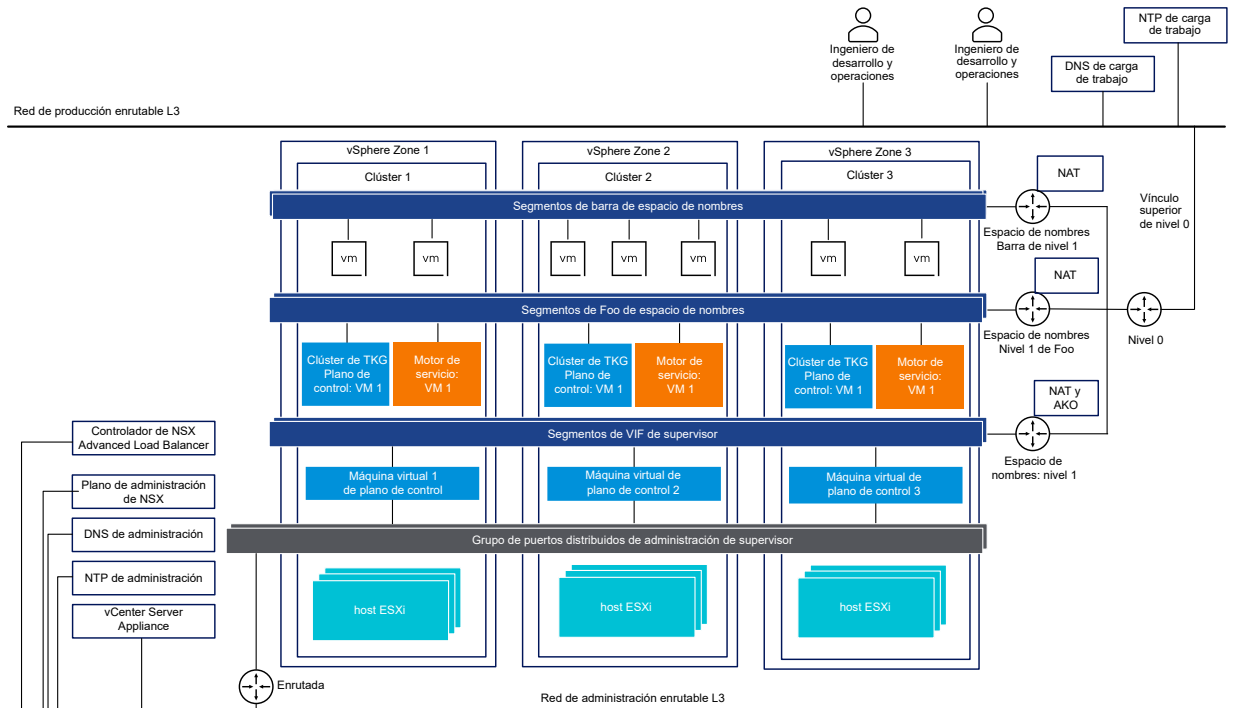 NTP de carga
de trabajo
Ingeniero de
desarrollo y
operaciones
Ingeniero de
desarrollo y
operaciones
DNS de carga
de trabajo
Red de producción enrutable L3
vSphere Zone 1
vSphere Zone 2
vSphere Zone 3
Clúster 1
Clúster 2
Clúster 3
NAT
Segmentos de barra de espacio de nombres
Vínculo
superior
de nivel 0
Espacio de nombres
Barra de nivel 1
vm
vm
vm
vm
vm
vm
vm
NAT
Segmentos de Foo de espacio de nombres
Espacio de nombres
Nivel 1 de Foo
Nivel 0
Clúster de TKG
Plano de
control: VM 1
Motor de
servicio:
VM 1
Clúster de TKG
Plano de
control: VM 1
Motor de
servicio:
VM 1
Clúster de TKG
Plano de
control: VM 1
Motor de
servicio:
VM 1
NAT y
AKO
Controlador de NSX
Advanced Load Balancer
Segmentos de VIF de supervisor
Espacio de
nombres: nivel 1
Máquina virtual 1
de plano de control
Máquina virtual de
plano de control 2
Máquina virtual de
plano de control 3
Plano de administración
de NSX
DNS de administración
Grupo de puertos distribuidos de administración de supervisor
NTP de administración
vCenter Server
Appliance
host ESXi
host ESXi
host ESXi
Enrutada
Red de administración enrutable L3